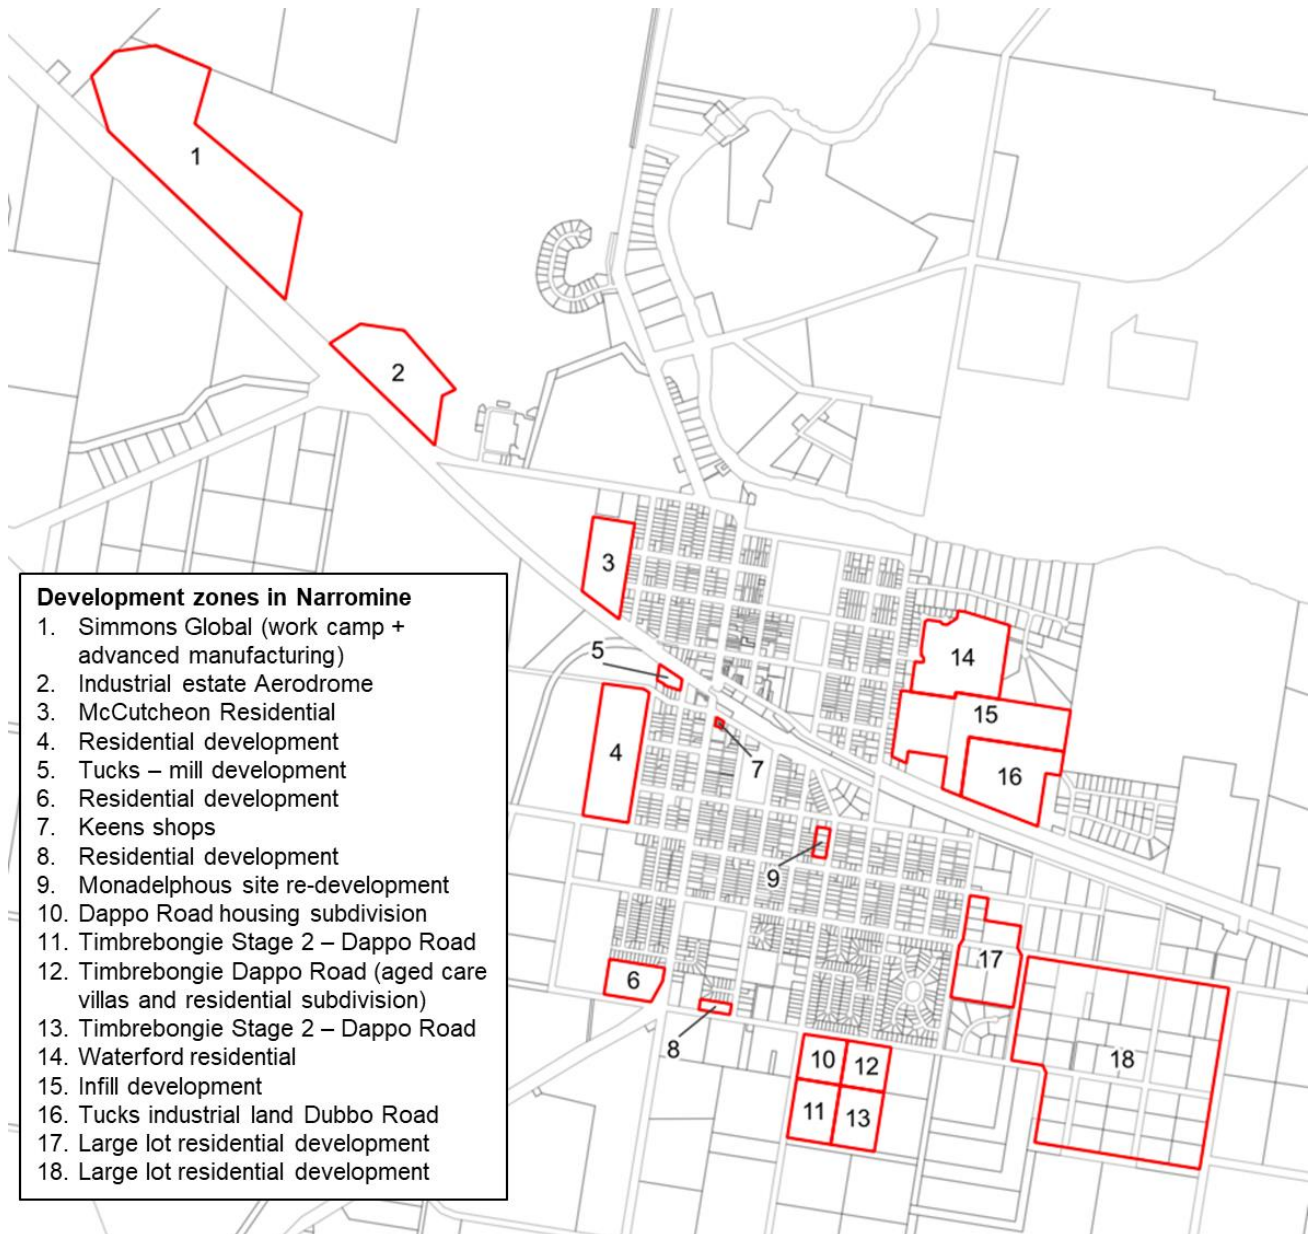 1
2
3
5
14
15
4
7
16
9
17
6
8
18
10
12
11
13
Development zones in Narromine
1. Simmons Global (work camp +
advanced manufacturing)
2. Industrial estate Aerodrome
3. McCutcheon Residential
4. Residential development
5. Tucks – mill development
6. Residential development
7. Keens shops
8. Residential development
9. Monadelphous site re-development
10. Dappo Road housing subdivision
11. Timbrebongie Stage 2 – Dappo Road
12. Timbrebongie Dappo Road (aged care
villas and residential subdivision)
13. Timbrebongie Stage 2 – Dappo Road
14. Waterford residential
15. Infill development
16. Tucks industrial land Dubbo Road
17. Large lot residential development
18. Large lot residential development